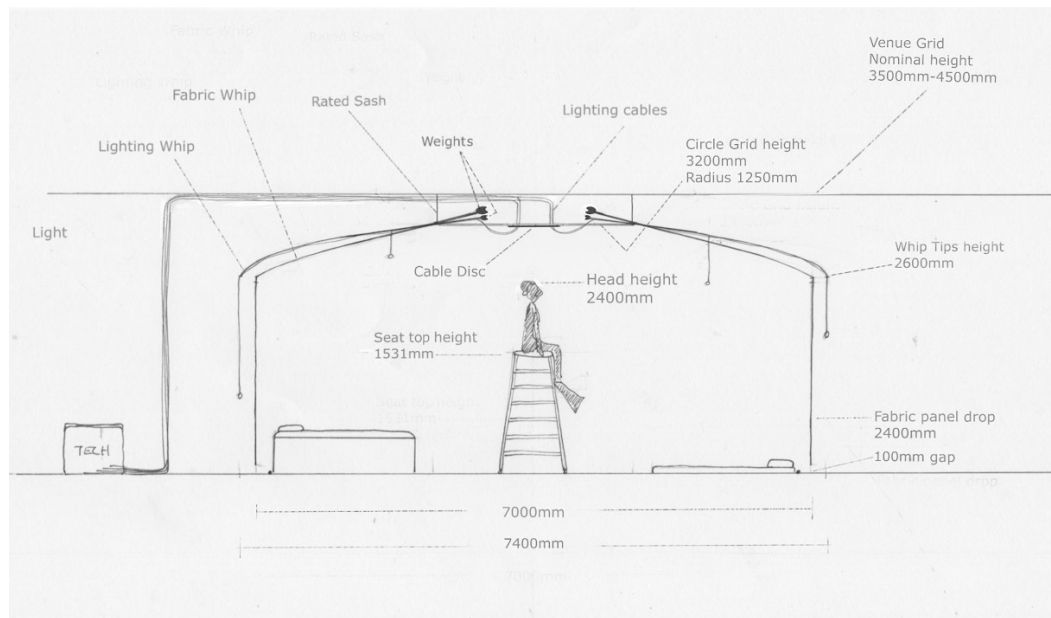 Venue Grid
Nominal height
3500mm-4500mm
Fabric Whip
Rated Sash
Lighting cables
Lighting Whip
Weights
Circle Grid height
3200mm
Radius 1250mm
Light
Whip Tips height
2600mm
Cable Disc
Head height
2400mm
Seat top height
1531mm
Fabric panel drop
2400mm
TECH
100mm gap
7000mm
7400mm